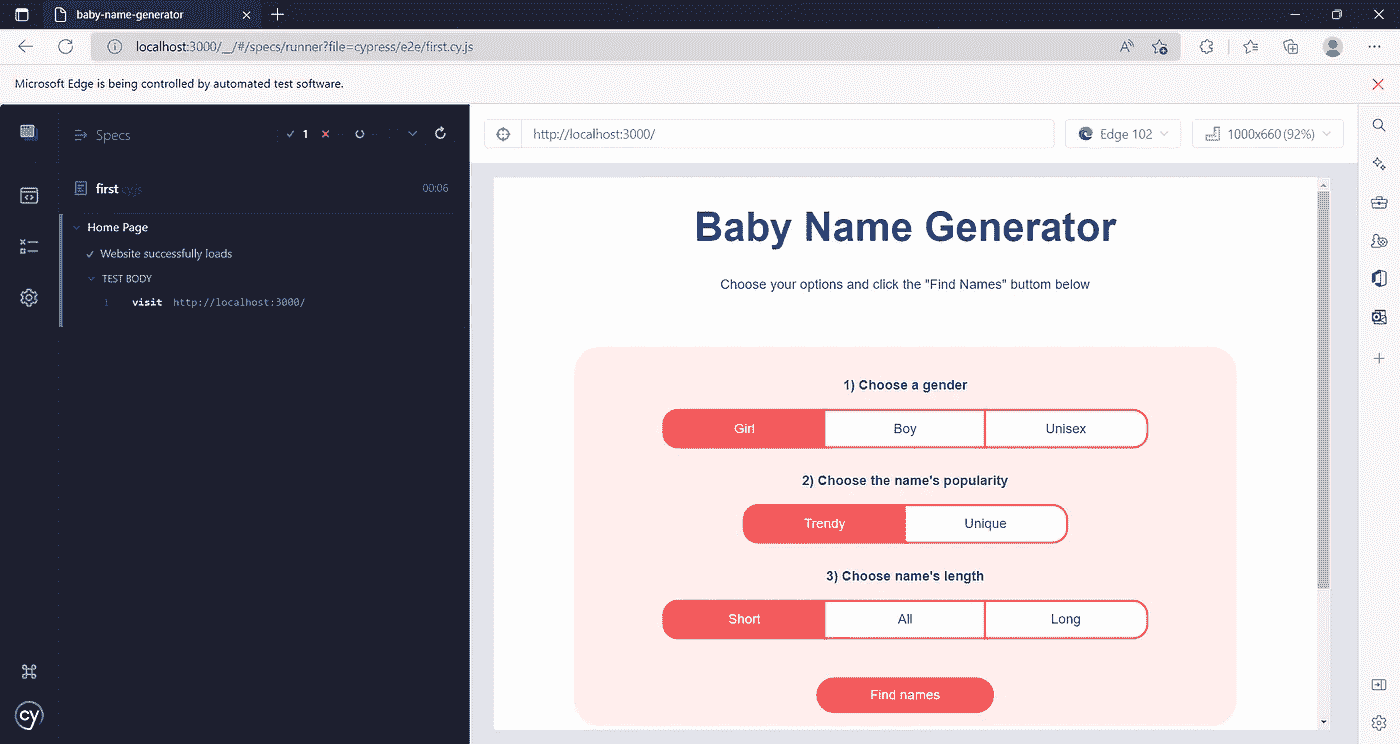 baby-name-generator
localhost:3000/__/#/specs/runner?file=cypress/e2e/first.cy.js
Microsoft Edge is being controlled by automated test software.
Specs
1
first cy.js
00:06
Home Page
Website successfully loads
TEST BODY
1 visit http://localhost:3000/
cy
http://localhost:3000/
Edge 102
1000x660 (92%)
Baby Name Generator
Choose your options and click the "Find Names" buttom below
1) Choose a gender
Girl Boy Unisex
2) Choose the name's popularity
Trendy Unique
3) Choose name's length
Short All Long
Find names